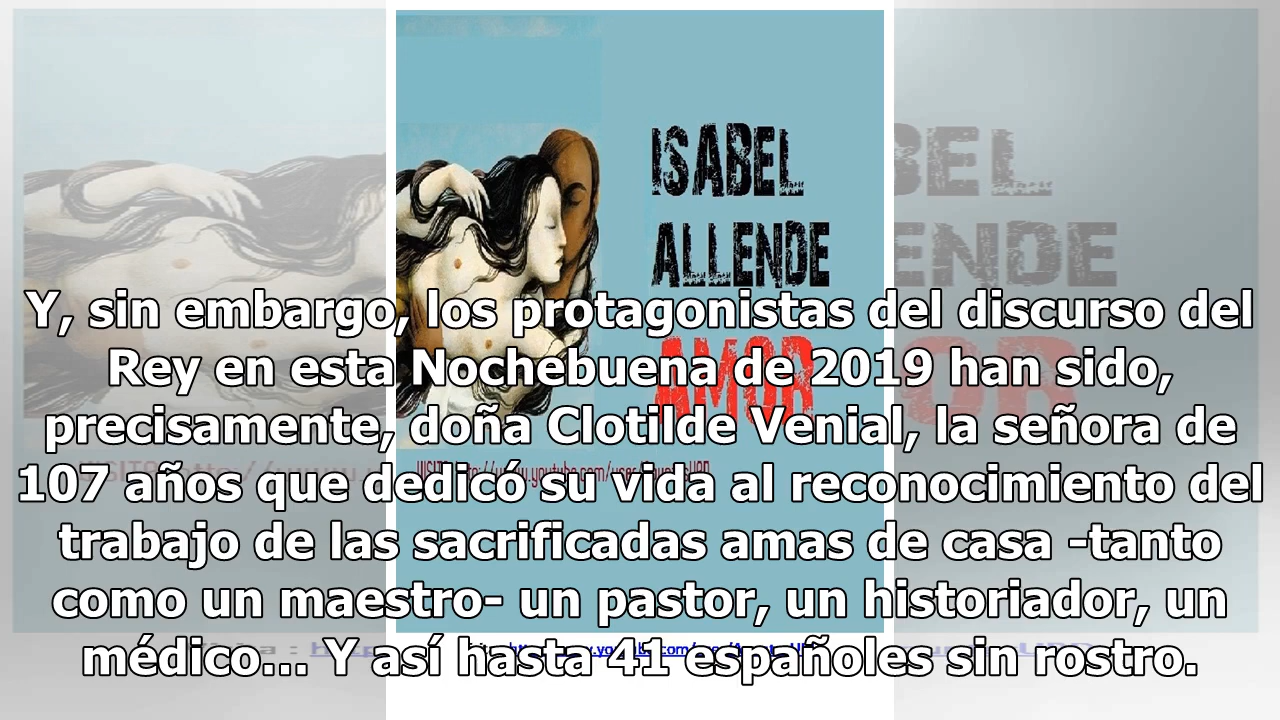 ISABEL
ALLENDE
AMOR
Y, sin embargo, los protagonistas del discurso del
Rey en esta Nochebuena de 2019 han sido,
precisamente, doña Clotilde Venial, la señora de
107 años que dedicó su vida al reconocimiento del
trabajo de las sacrificadas amas de casa -tanto
como un maestro- un pastor, un historiador, un
médico... Y así hasta 41 españoles sin rostro.